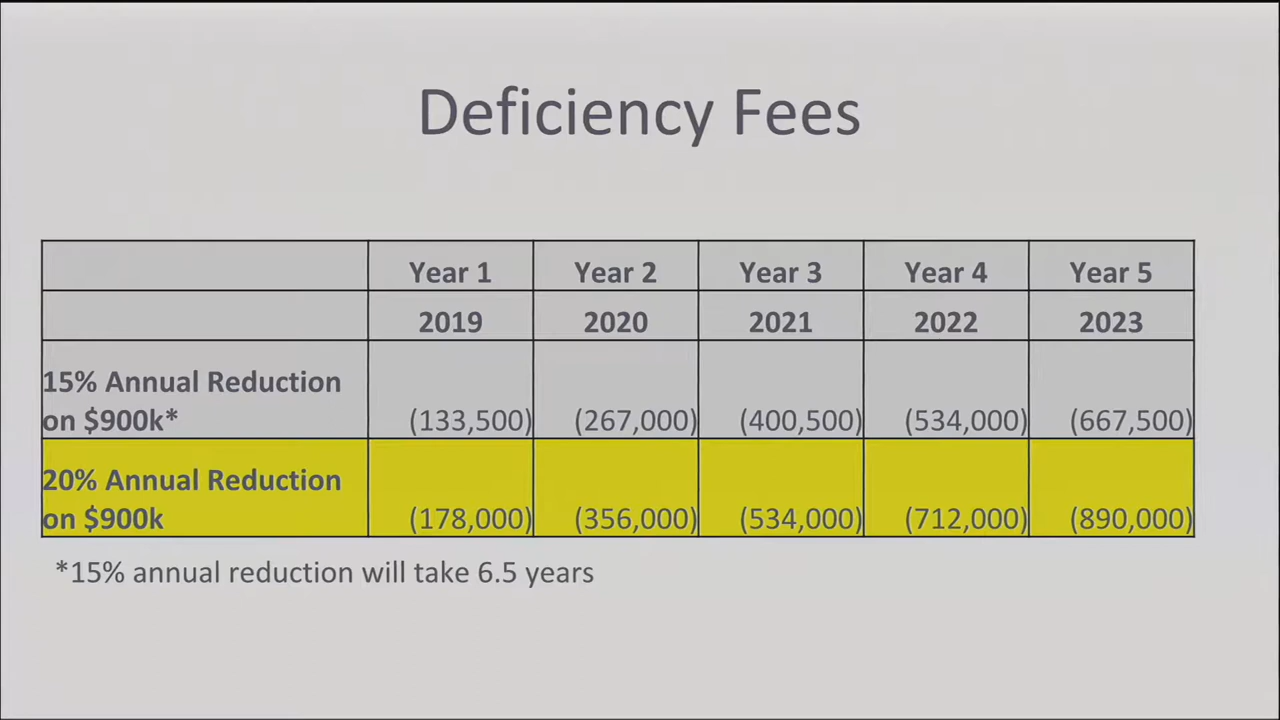 Deficiency Fees
Year 1 Year 2 Year 3 Year 4 Year 5
2019 2020 2021 2022 2023
15% Annual Reduction
on $900k* (133,500) (267,000) (400,500) (534,000) (667,500)
20% Annual Reduction
on $900k (178,000) (356,000) (534,000) (712,000) (890,000)
*15% annual reduction will take 6.5 years